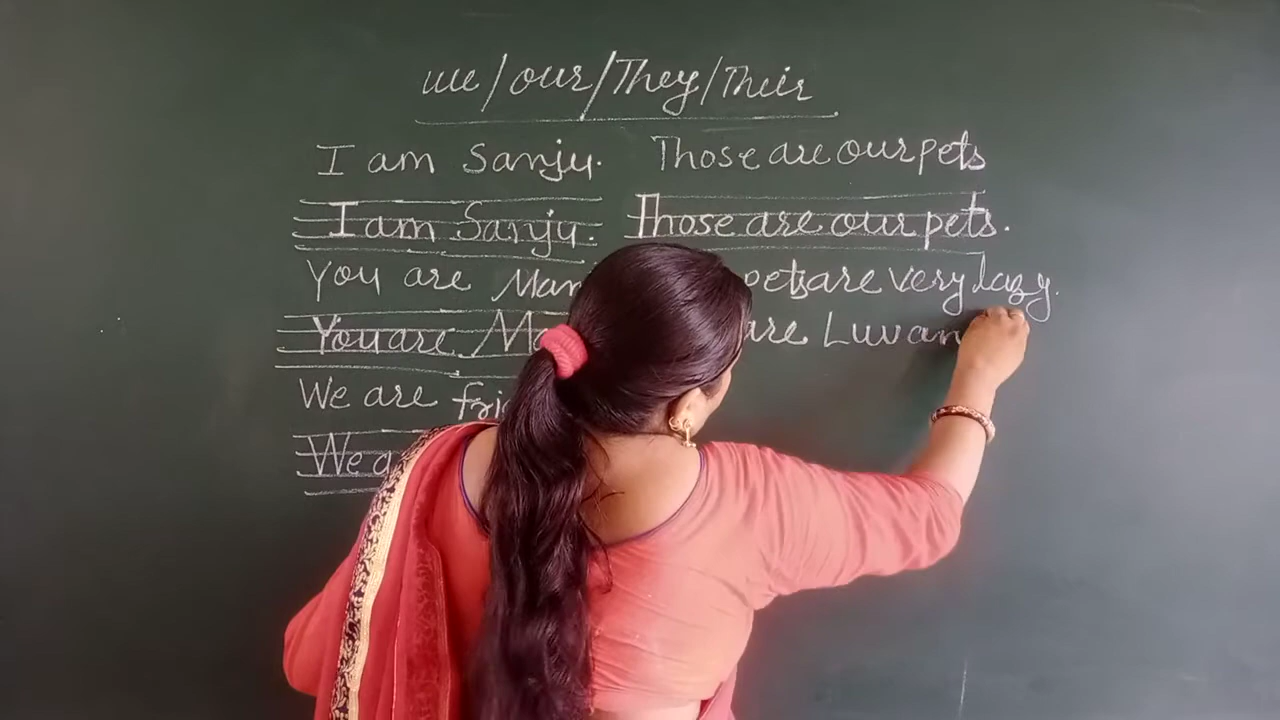 we/our/They/Their
I am Sanju.
I am Sanju.
You are Man
You are Ma
We are frie
We a
Those are our pets
Those are our pets.
pets are very lazy.
are Luvan